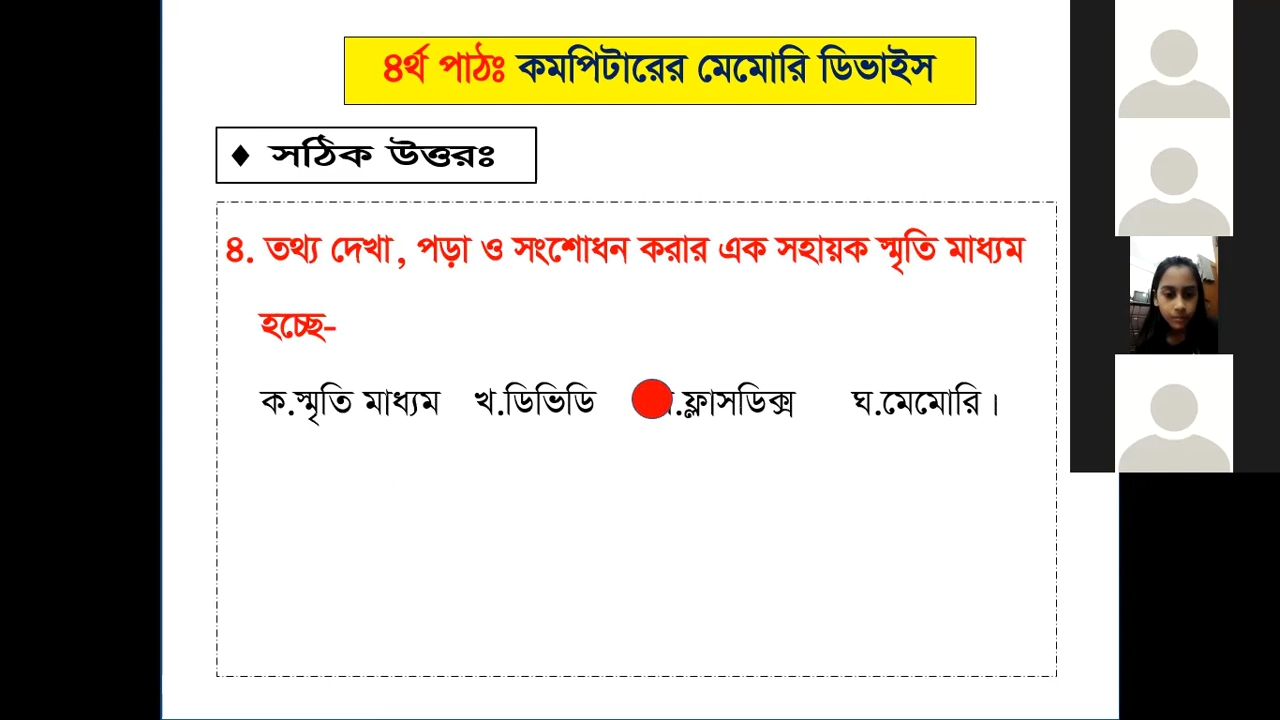 ৪র্থ পাঠঃ কমপিটারের মেমোরি ডিভাইস
♦ সঠিক উত্তরঃ
৪. তথ্য দেখা, পড়া ও সংশোধন করার এক সহায়ক স্মৃতি মাধ্যম
হচ্ছে-
ক.স্মৃতি মাধ্যম খ.ডিভিডি .ফ্লাসডিক্স ঘ.মেমোরি।